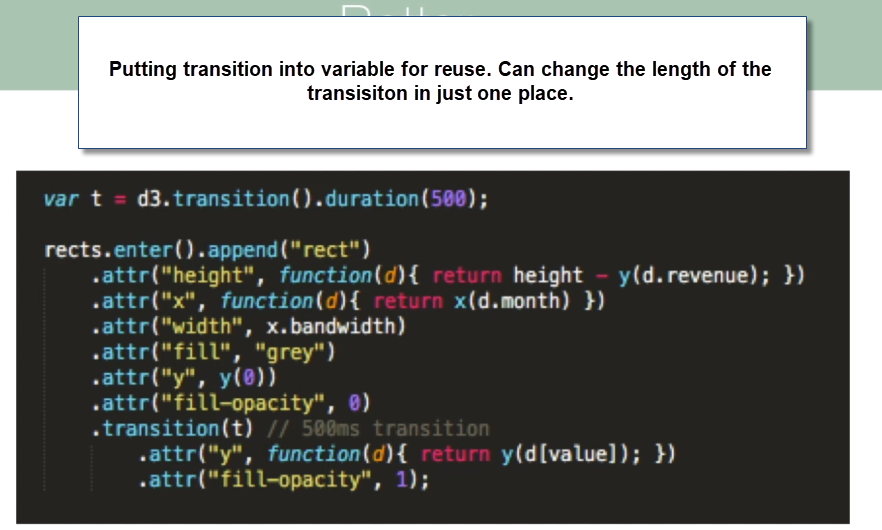 Putting transition into variable for reuse. Can change the length of the
transisiton in just one place.
var t = d3.transition().duration(500);
rects.enter().append("rect")
.attr("height", function(d){ return height - y(d.revenue); })
.attr("x", function(d){ return x(d.month) })
.attr("width", x.bandwidth)
.attr("fill", "grey")
.attr("y", y(0))
.attr("fill-opacity", 0)
.transition(t) // 500ms transition
.attr("y", function(d){ return y(d[value]); })
.attr("fill-opacity", 1);